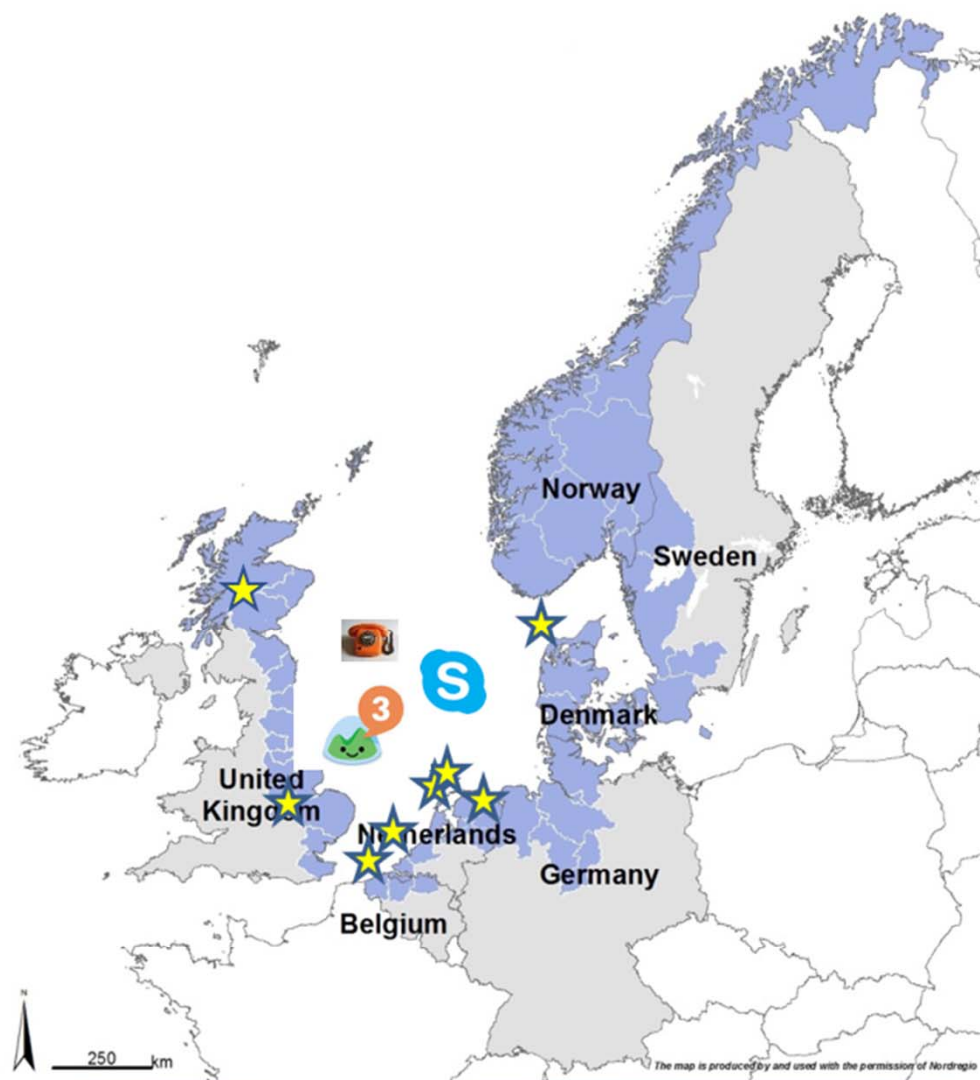 Norway
Sweden
3
S
Denmark
United
Kingdom
Netherlands
Germany
Belgium
N
250 km
The map is produced by and used with the permission of Nordregio